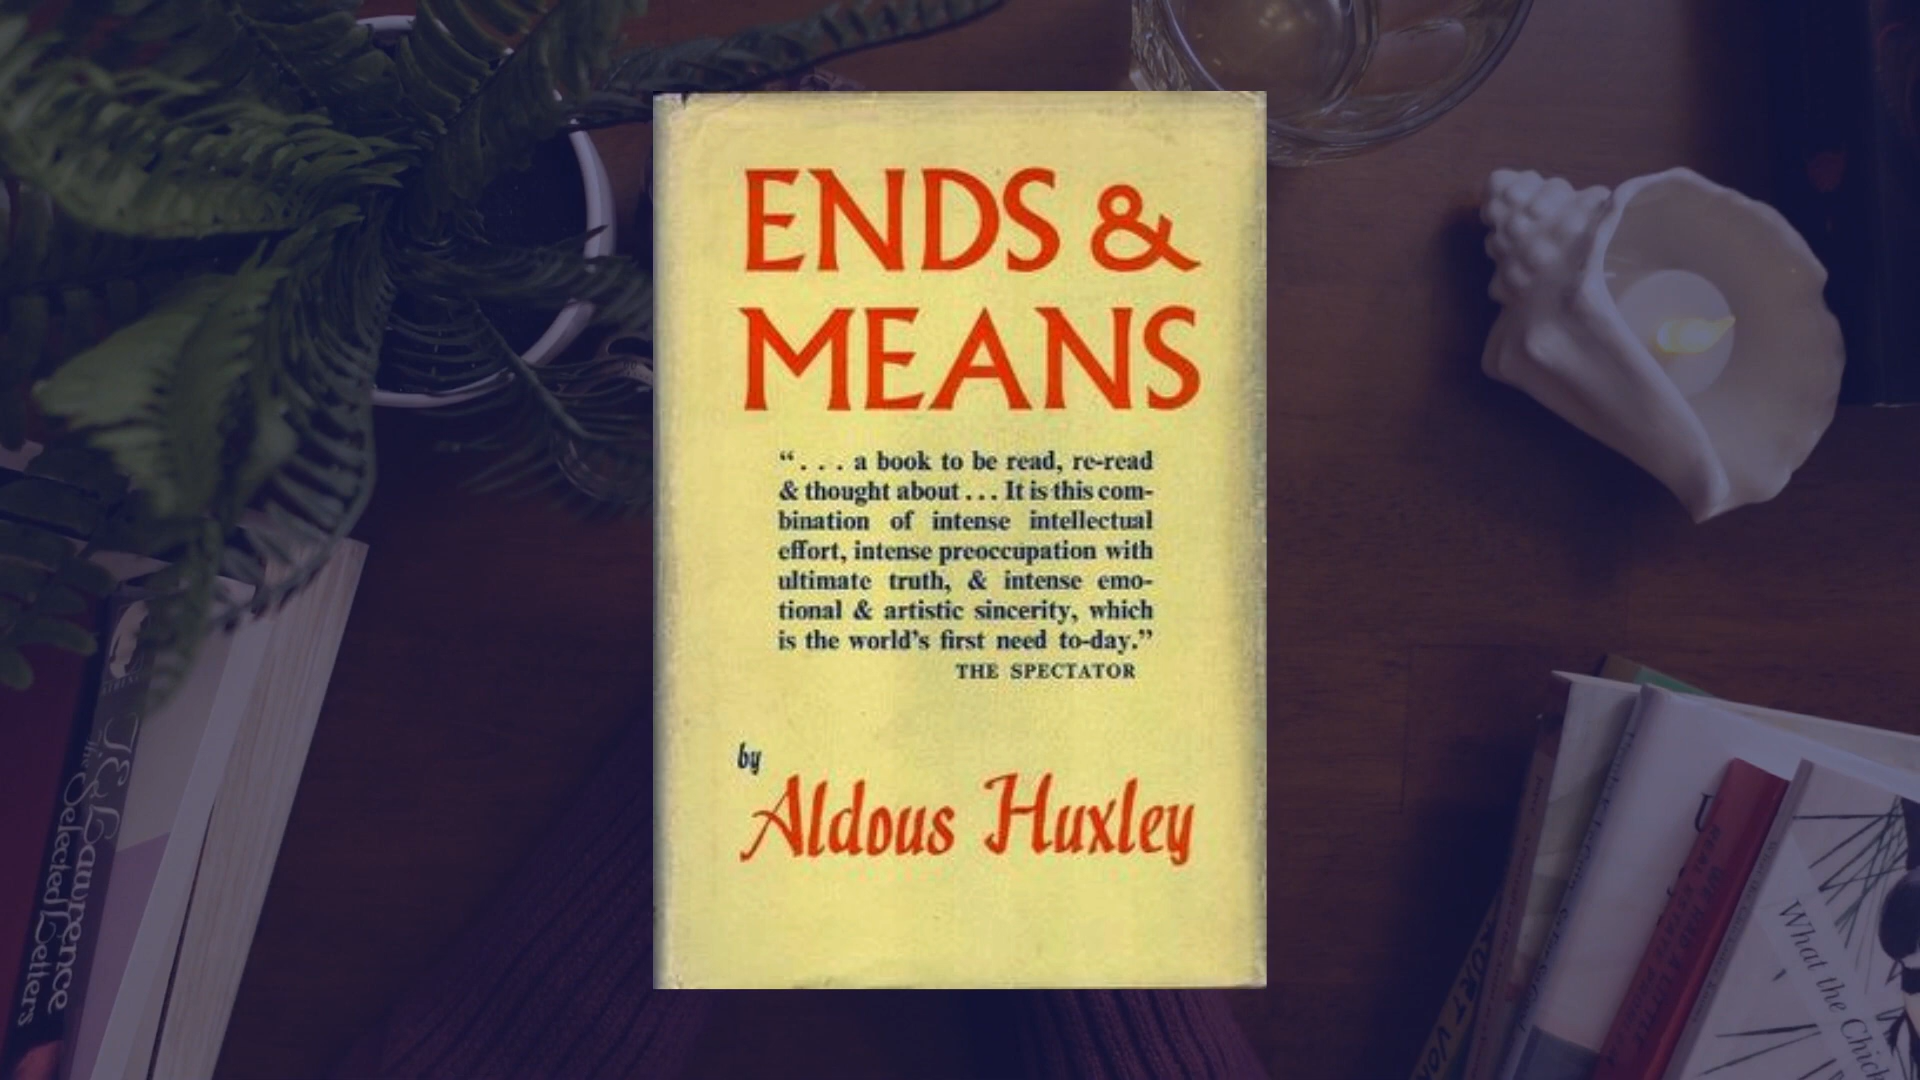 ENDS &
MEANS
“. . . a book to be read, re-read
& thought about . . . It is this com-
bination of intense intellectual
effort, intense preoccupation with
ultimate truth, & intense emo-
tional & artistic sincerity, which
is the world’s first need to-day.”
THE SPECTATOR
by
Aldous Huxley
T.E. Lawrence
The Selected Letters
What the Chick